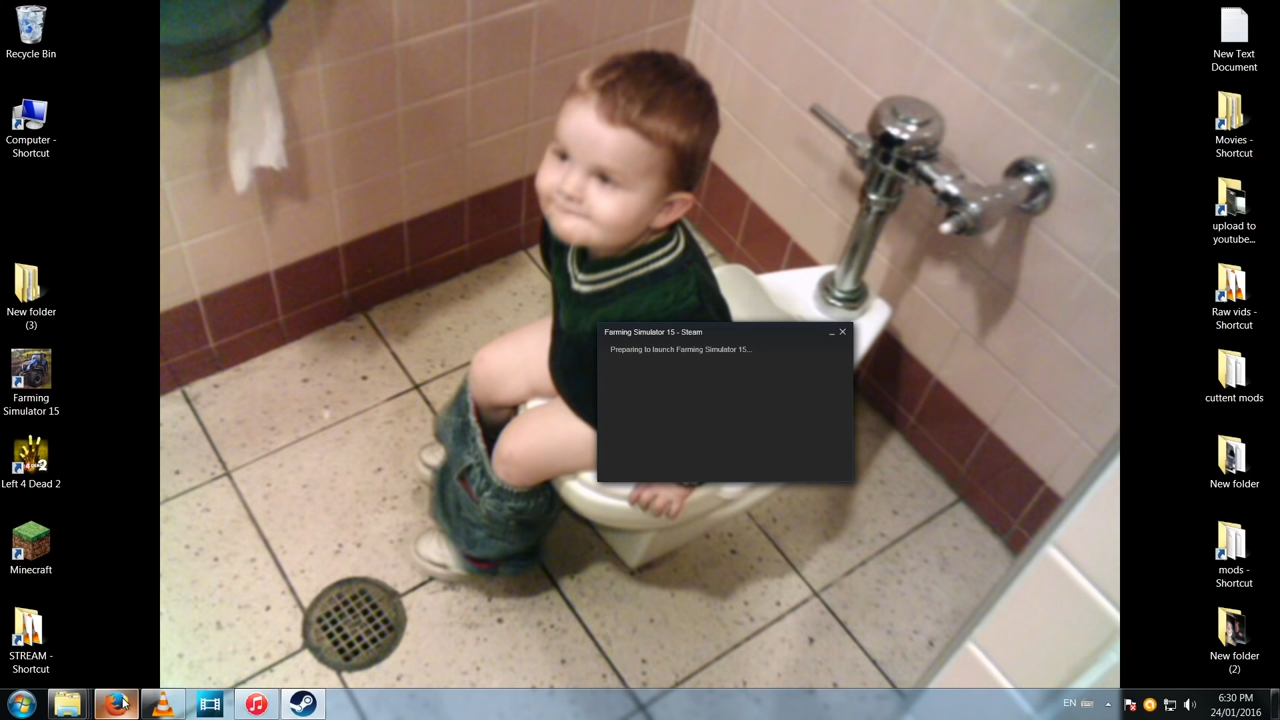 Recycle Bin
Computer -
Shortcut
New folder
(3)
Farming
Simulator 15
Left 4 Dead 2
Minecraft
STREAM -
Shortcut
Farming Simulator 15 - Steam
Preparing to launch Farming Simulator 15...
New Text
Document
Movies -
Shortcut
upload to
youtube...
Raw vids -
Shortcut
cuttent mods
New folder
mods -
Shortcut
New folder
(2)
EN
6:30 PM
24/01/2016